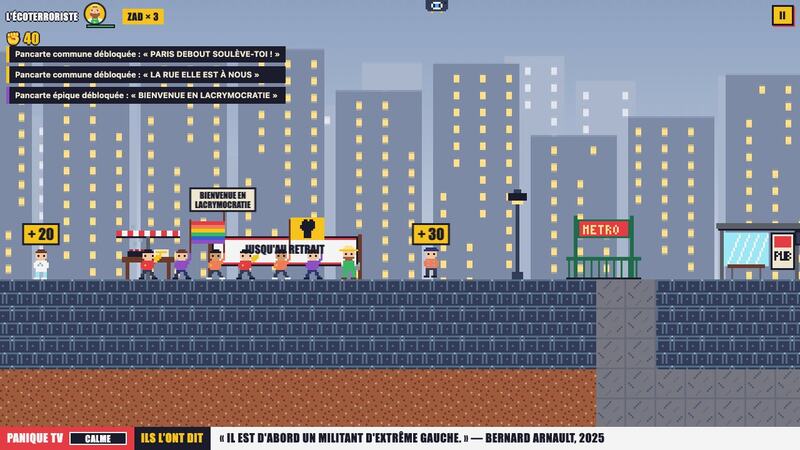 L'ÉCOTERRORISTE
ZAD × 3
40
Pancarte commune débloquée : « PARIS DEBOUT SOULÈVE-TOI ! »
Pancarte commune débloquée : « LA RUE ELLE EST À NOUS »
Pancarte épique débloquée : « BIENVENUE EN LACRYMOCRATIE »
BIENVENUE EN
LACRYMOCRATIE
+20
JUSQU'AU RETRAIT
+30
METRO
PUB
PANIQUE TV
CALME
ILS L'ONT DIT
« IL EST D'ABORD UN MILITANT D'EXTRÊME GAUCHE. » — BERNARD ARNAULT, 2025